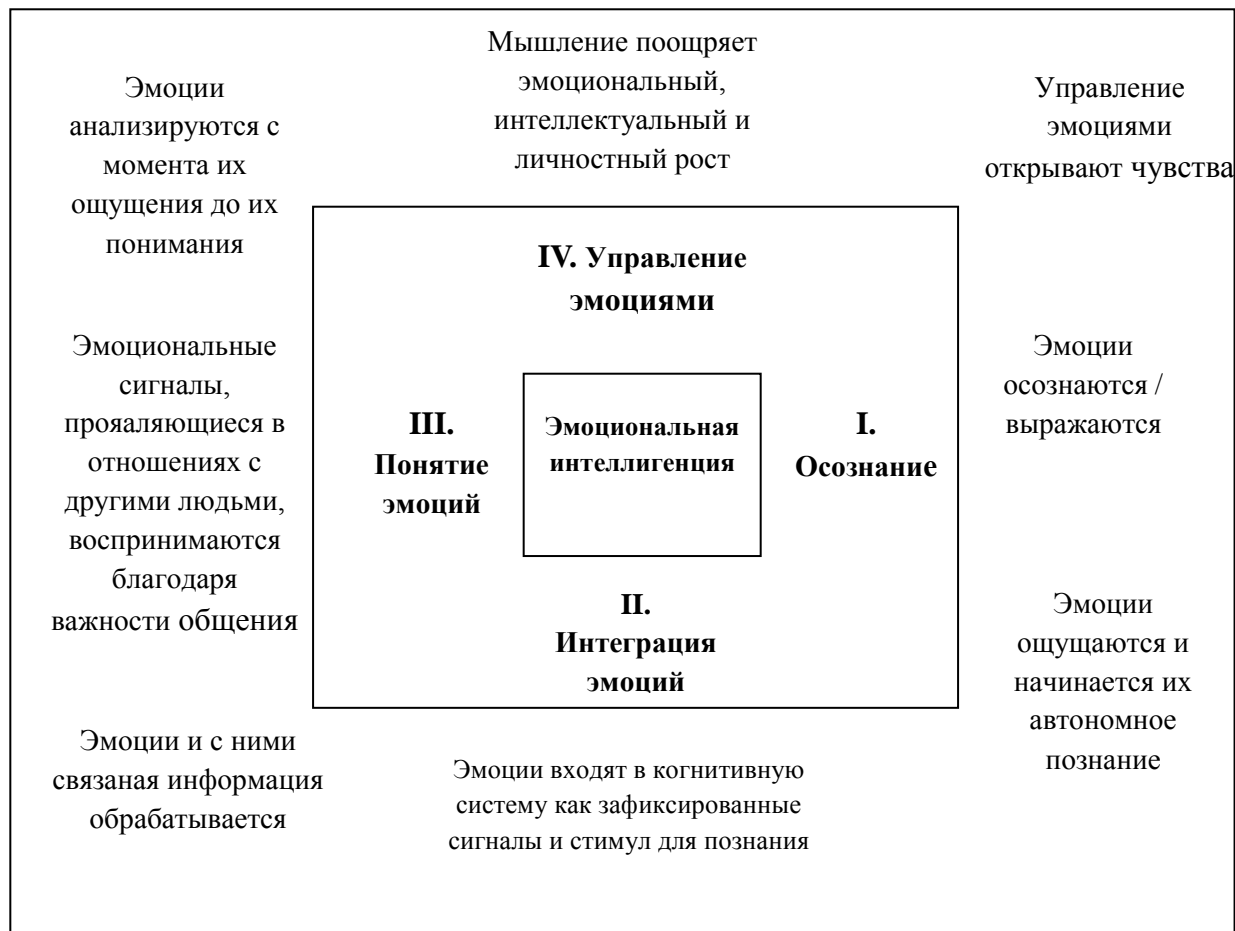 Мышление поощряет
эмоциональный,
интеллектуальный и
личностный рост
Эмоции
анализируются с
момента их
ощущения до их
понимания
Управление
эмоциями
открывают чувства
IV. Управление
эмоциями
Эмоциональные
сигналы,
прояаляющиеся в
отношениях с
другими людьми,
воспринимаются
благодаря
важности общения
III.
Понятие
эмоций
Эмоциональная
интеллигенция
I.
Осознание
Эмоции
осознаются /
выражаются
II.
Интеграция
эмоций
Эмоции
ощущаются и
начинается их
автономное
познание
Эмоции и с ними
связаная информация
обрабатывается
Эмоции входят в когнитивную
систему как зафиксированные
сигналы и стимул для познания